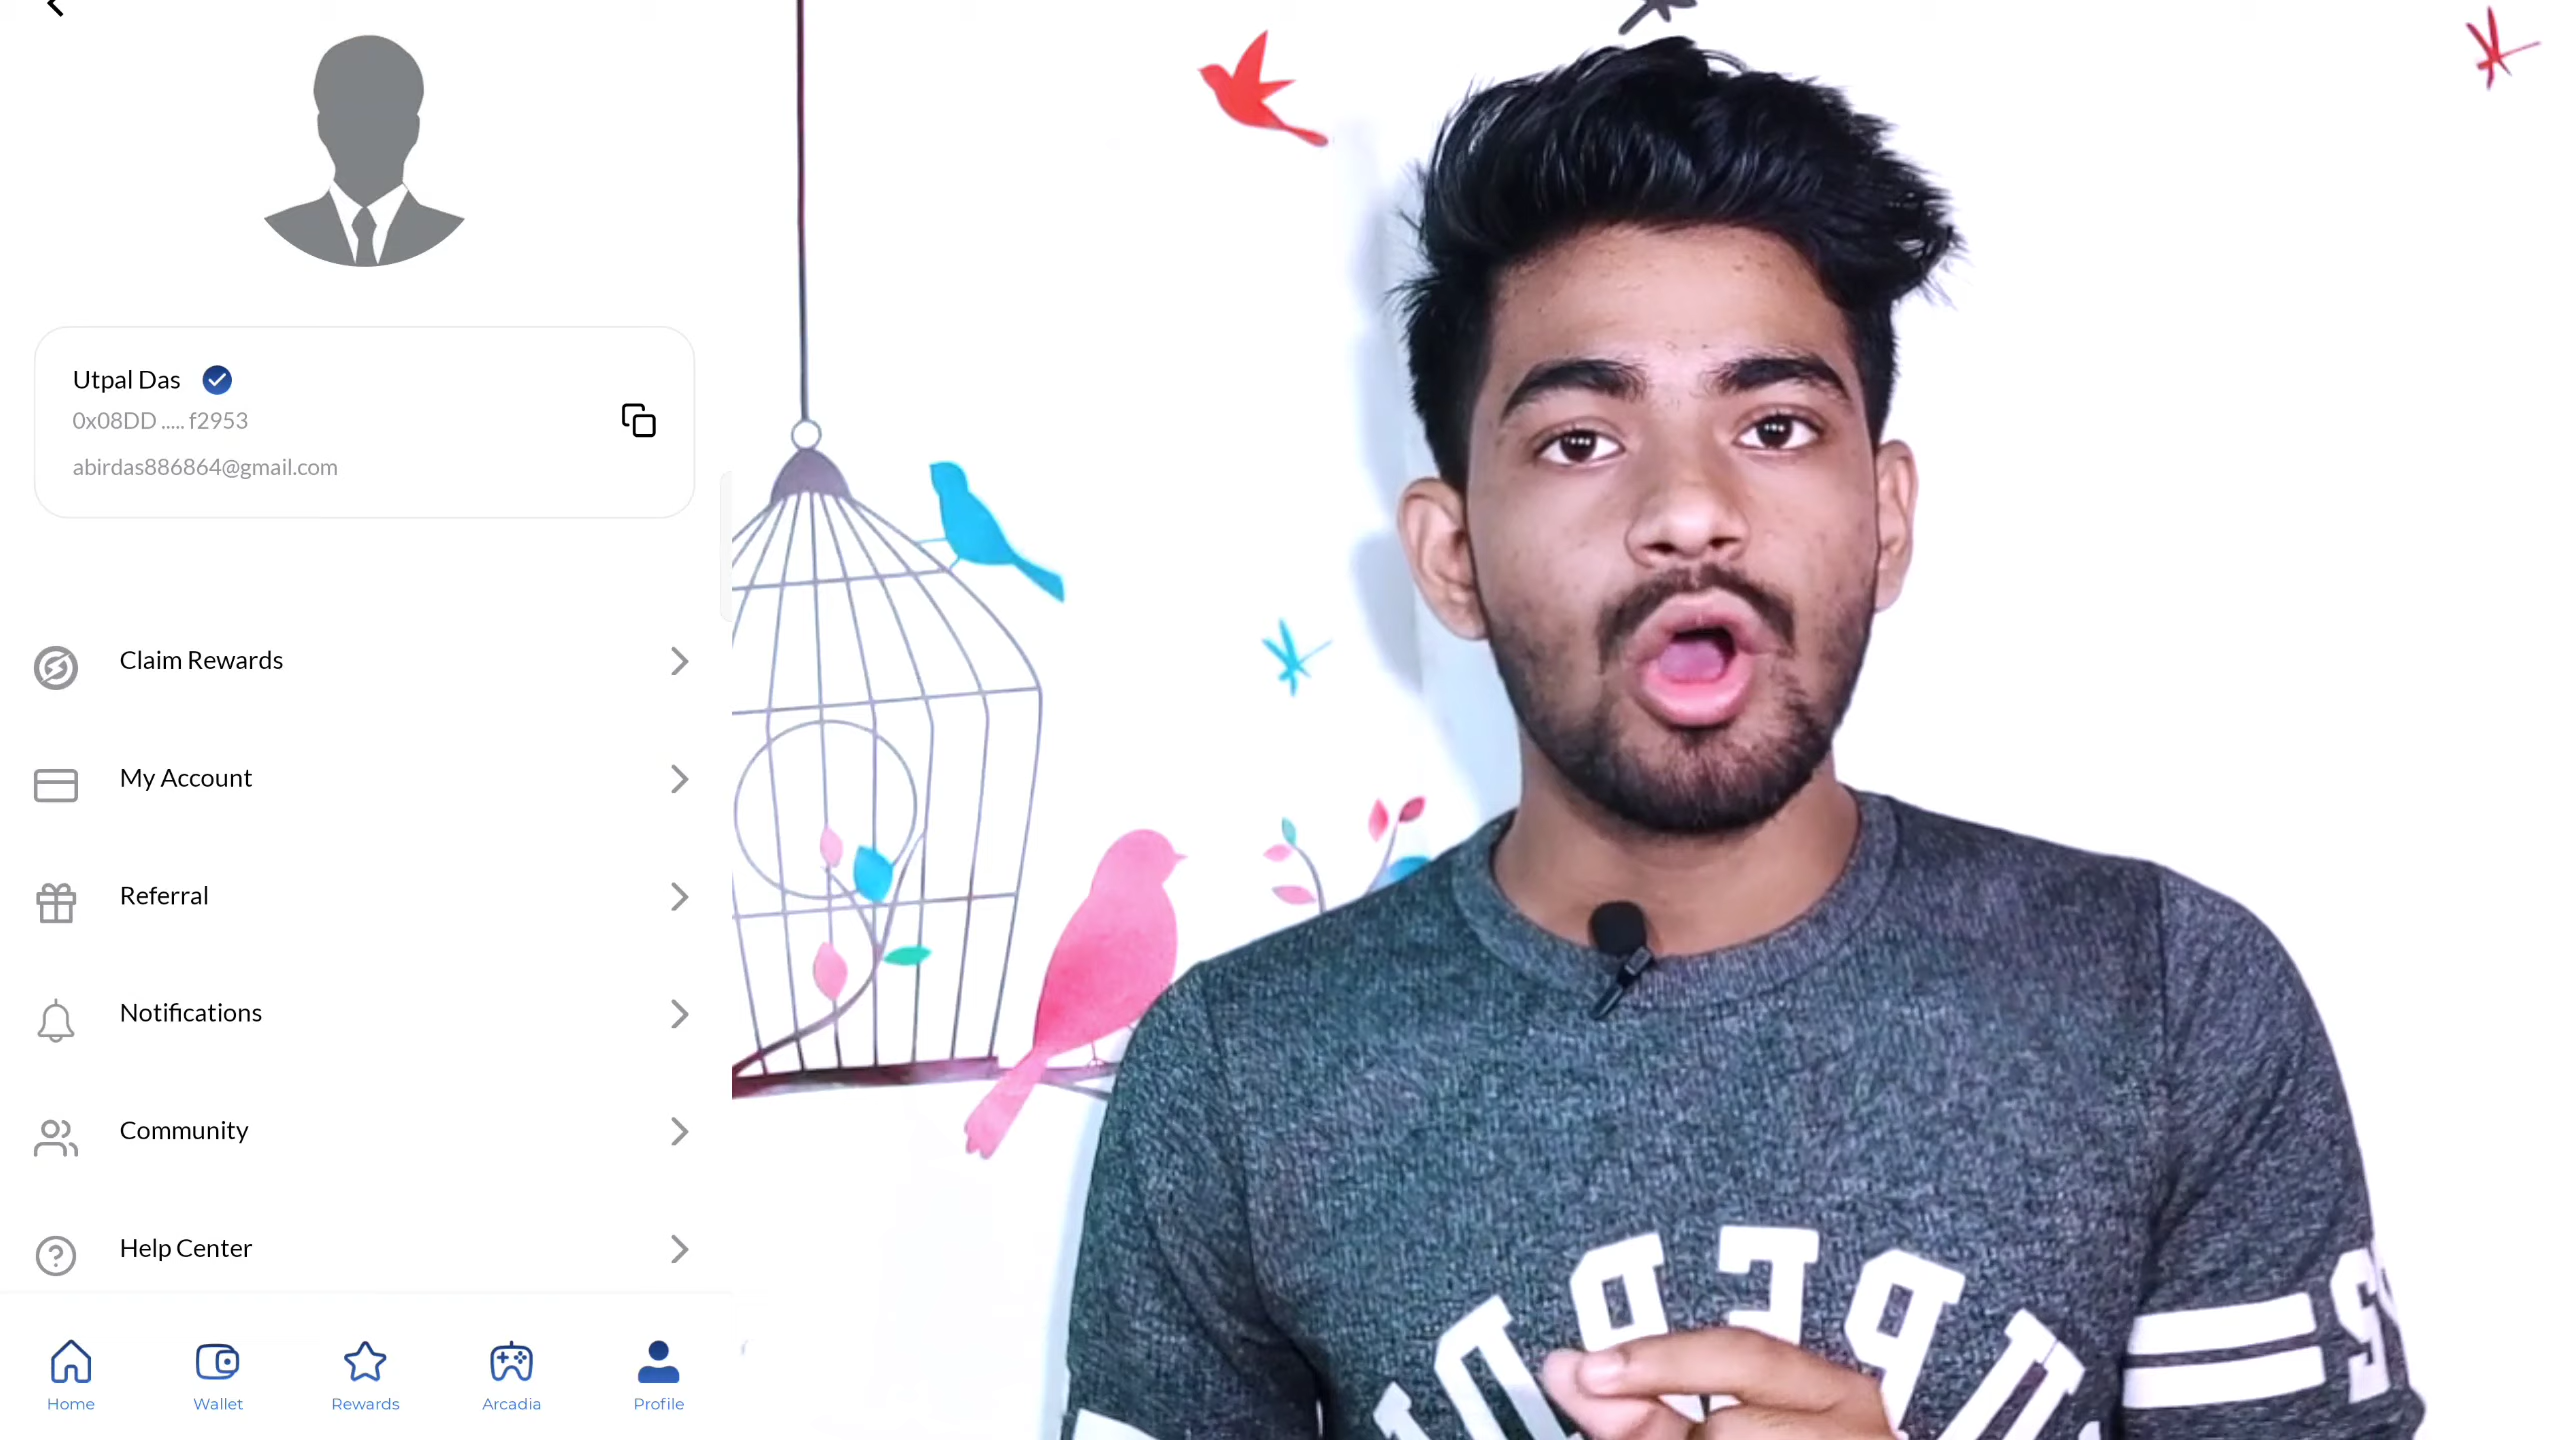 Utpal Das
0x08DD ..... f2953
abirdas886864@gmail.com
Claim Rewards
My Account
Referral
Notifications
Community
Help Center
Home
Wallet
Rewards
Arcadia
Profile